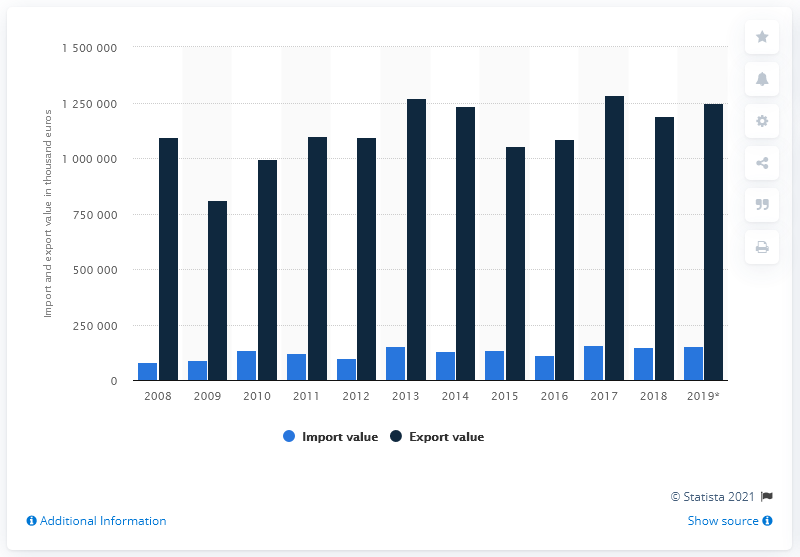 Import and export value in thousand euros
1 500 000
1 250 000
1 000 000
750 000
500 000
250 000
0
2008 2009 2010 2011 2012 2013 2014 2015 2016 2017 2018 2019*
Import value Export value
© Statista 2021
Additional Information Show source